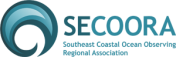 SECOORA
Southeast Coastal Ocean Observing
Regional Association